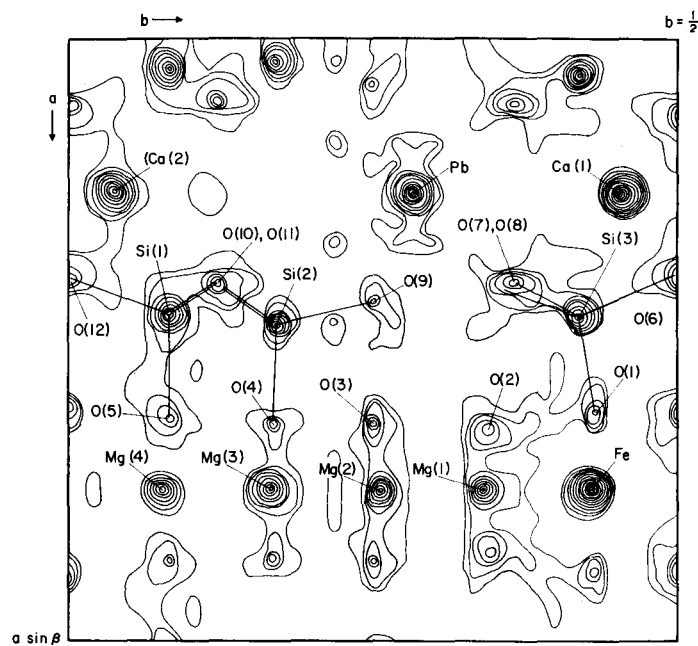 b → b = 1/2
a
↓
(Ca(2) Pb Ca(1)
O(10), O(11) O(7), O(8)
Si(1) Si(2) Si(3)
O(9)
O(12) O(6)
O(5) O(4) O(3) O(2) O(1)
Mg(4) Mg(3) Mg(2) Mg(1) Fe
a sin β